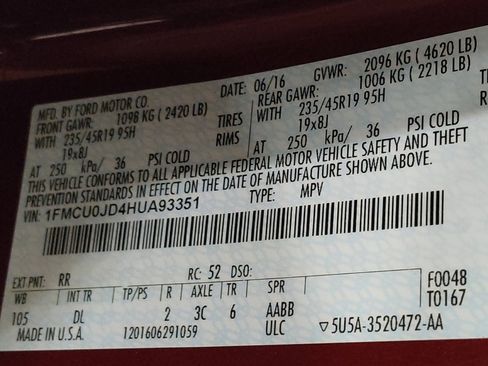 MFD. BY FORD MOTOR CO. DATE: 06/16 GVWR: 2096 KG ( 4620 LB)
FRONT GAWR: 1098 KG ( 2420 LB) REAR GAWR: 1006 KG ( 2218 LB)
WITH 235/45R19 95H TIRES WITH 235/45R19 95H
19x8J RIMS 19x8J
AT 250 kPa/ 36 PSI COLD AT 250 kPa/ 36 PSI COLD
THIS VEHICLE CONFORMS TO ALL APPLICABLE FEDERAL MOTOR VEHICLE SAFETY AND THEFT
PREVENTION STANDARDS IN EFFECT ON THE DATE OF MANUFACTURE SHOWN ABOVE.
VIN: 1FMCU0JD4HUA93351 TYPE: MPV
EXT PNT: RR RC: 52 DSO: F0048
WB INT TR TP/PS R AXLE TR SPR T0167
105 DL 2 3C 6 AABB
MADE IN U.S.A. 1201606291059 ULC ▽5U5A-3520472-AA